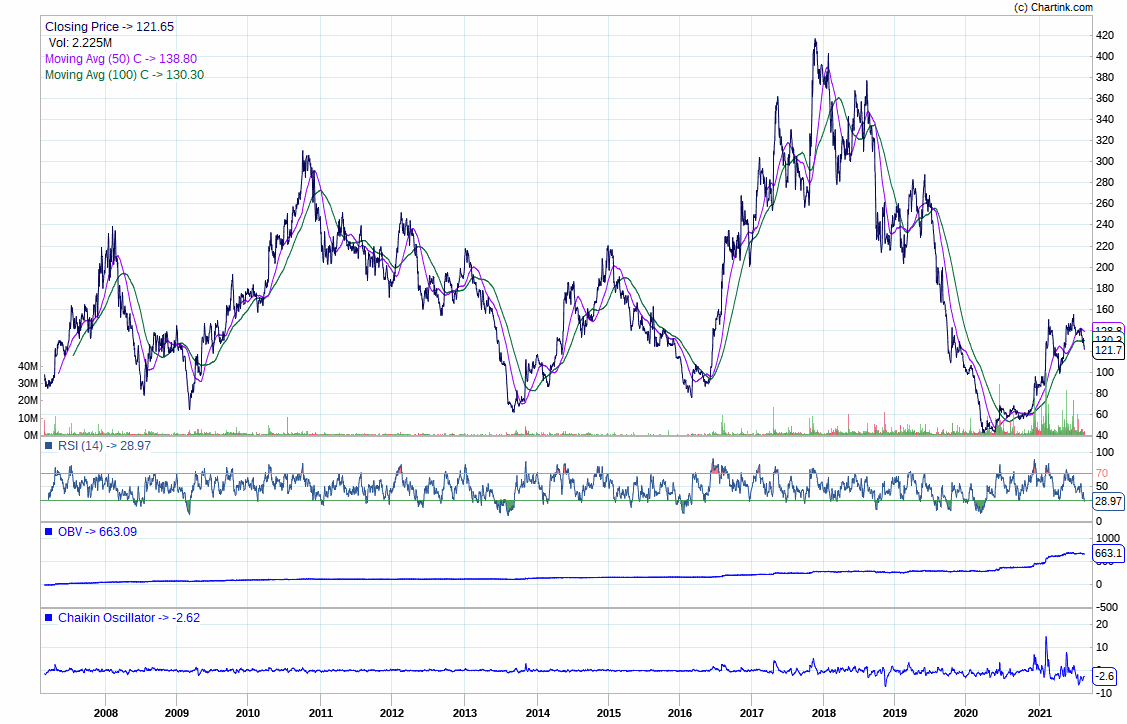 (c) Chartink.com
Closing Price -> 121.65
Vol: 2.225M
Moving Avg (50) C -> 138.80
Moving Avg (100) C -> 130.30
420
400
380
360
340
320
300
280
260
240
220
200
180
160
138.8
130.3
121.7
100
80
60
40
40M
30M
20M
10M
0M
RSI (14) -> 28.97
100
70
50
28.97
0
OBV -> 663.09
1000
663.1
0
-500
Chaikin Oscillator -> -2.62
20
10
-2.6
-10
2008 2009 2010 2011 2012 2013 2014 2015 2016 2017 2018 2019 2020 2021